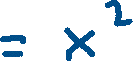 = x²